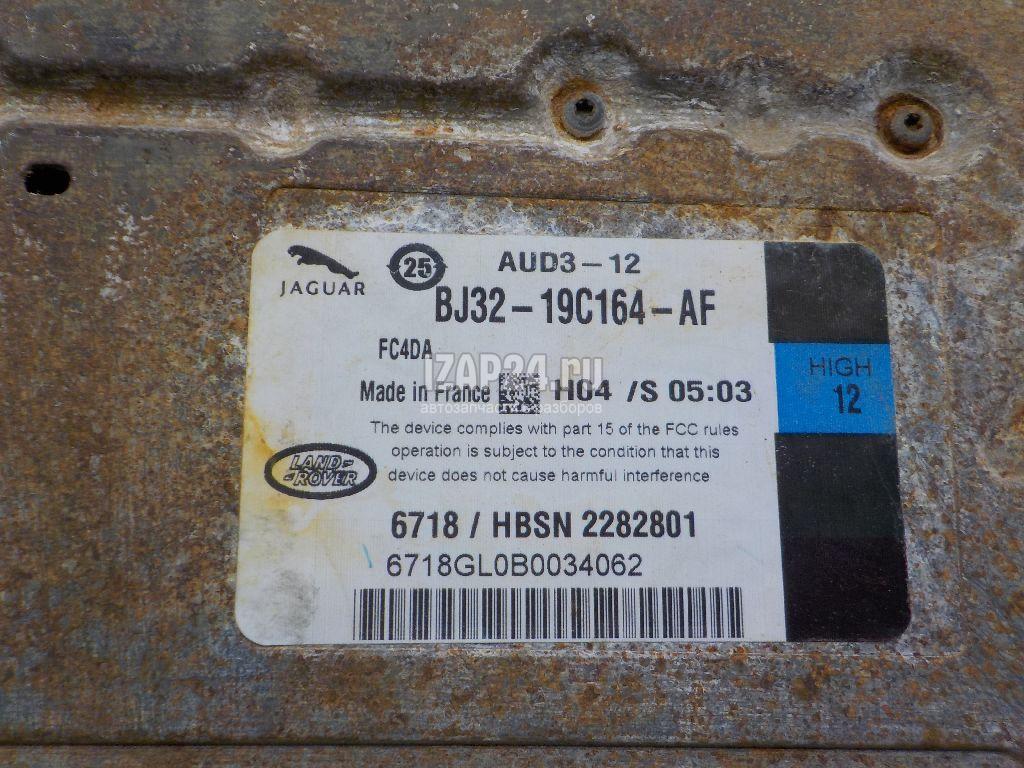 JAGUAR
25
AUD3-12
BJ32-19C164-AF
FC4DA
IZAP24.ru
автозапчасти с разборов
Made in France H04 /S 05:03
HIGH
12
The device complies with part 15 of the FCC rules
operation is subject to the condition that this
device does not cause harmful interference
LAND-
-ROVER
6718 / HBSN 2282801
6718GL0B0034062